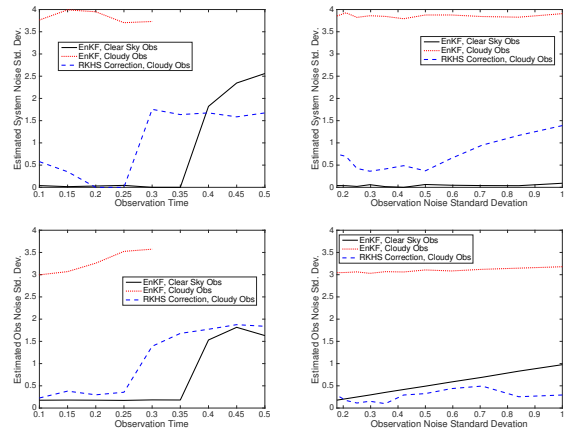 Estimated System Noise Std. Dev.
4
3.5
3
2.5
2
1.5
1
0.5
0
EnKF, Clear Sky Obs
EnKF, Cloudy Obs
RKHS Correction, Cloudy Obs
0.1 0.15 0.2 0.25 0.3 0.35 0.4 0.45 0.5
Observation Time
Estimated System Noise Std. Dev.
4
3.5
3
2.5
2
1.5
1
0.5
0
EnKF, Clear Sky Obs
EnKF, Cloudy Obs
RKHS Correction, Cloudy Obs
0.2 0.3 0.4 0.5 0.6 0.7 0.8 0.9 1
Observation Noise Standard Devation
Estimated Obs Noise Std. Dev.
4
3.5
3
2.5
2
1.5
1
0.5
0
EnKF, Clear Sky Obs
EnKF, Cloudy Obs
RKHS Correction, Cloudy Obs
0.1 0.15 0.2 0.25 0.3 0.35 0.4 0.45 0.5
Observation Time
Estimated Obs Noise Std. Dev.
4
3.5
3
2.5
2
1.5
1
0.5
0
EnKF, Clear Sky Obs
EnKF, Cloudy Obs
RKHS Correction, Cloudy Obs
0.2 0.3 0.4 0.5 0.6 0.7 0.8 0.9 1
Observation Noise Standard Devation